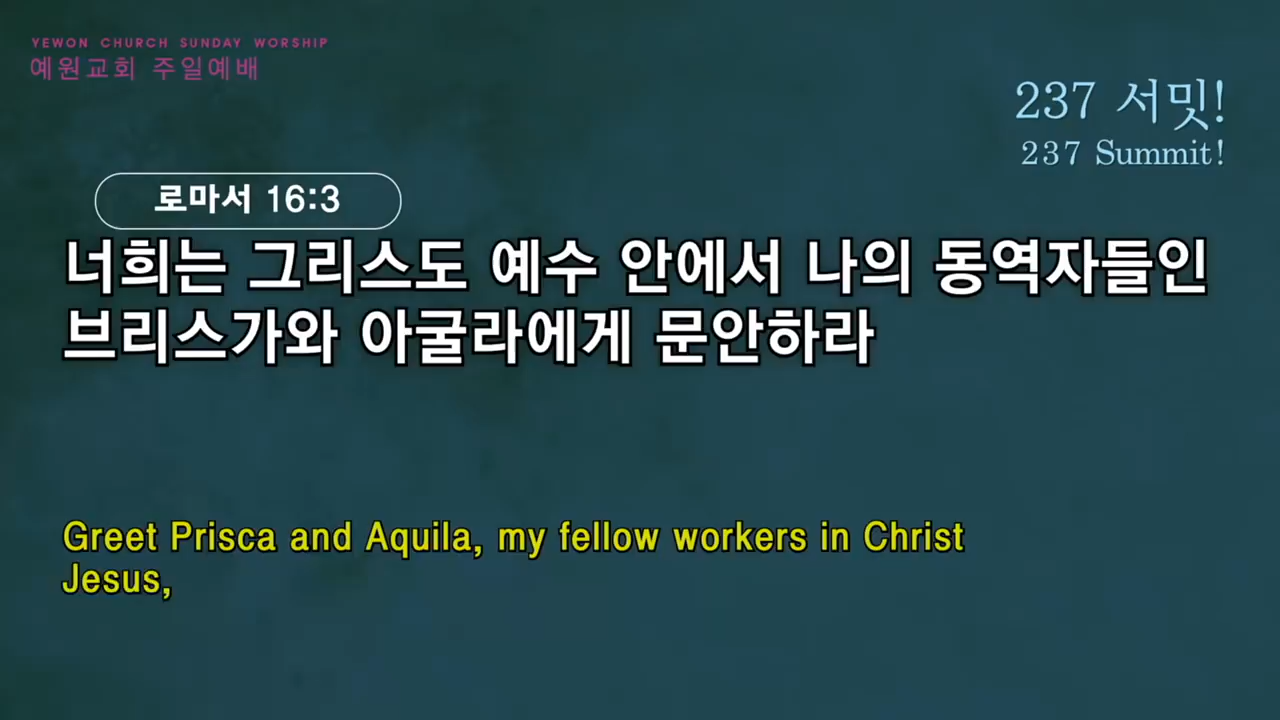 YEWON CHURCH SUNDAY WORSHIP
예원교회 주일예배
237 서밋!
237 Summit!
로마서 16:3
너희는 그리스도 예수 안에서 나의 동역자들인
브리스가와 아굴라에게 문안하라
Greet Prisca and Aquila, my fellow workers in Christ
Jesus,